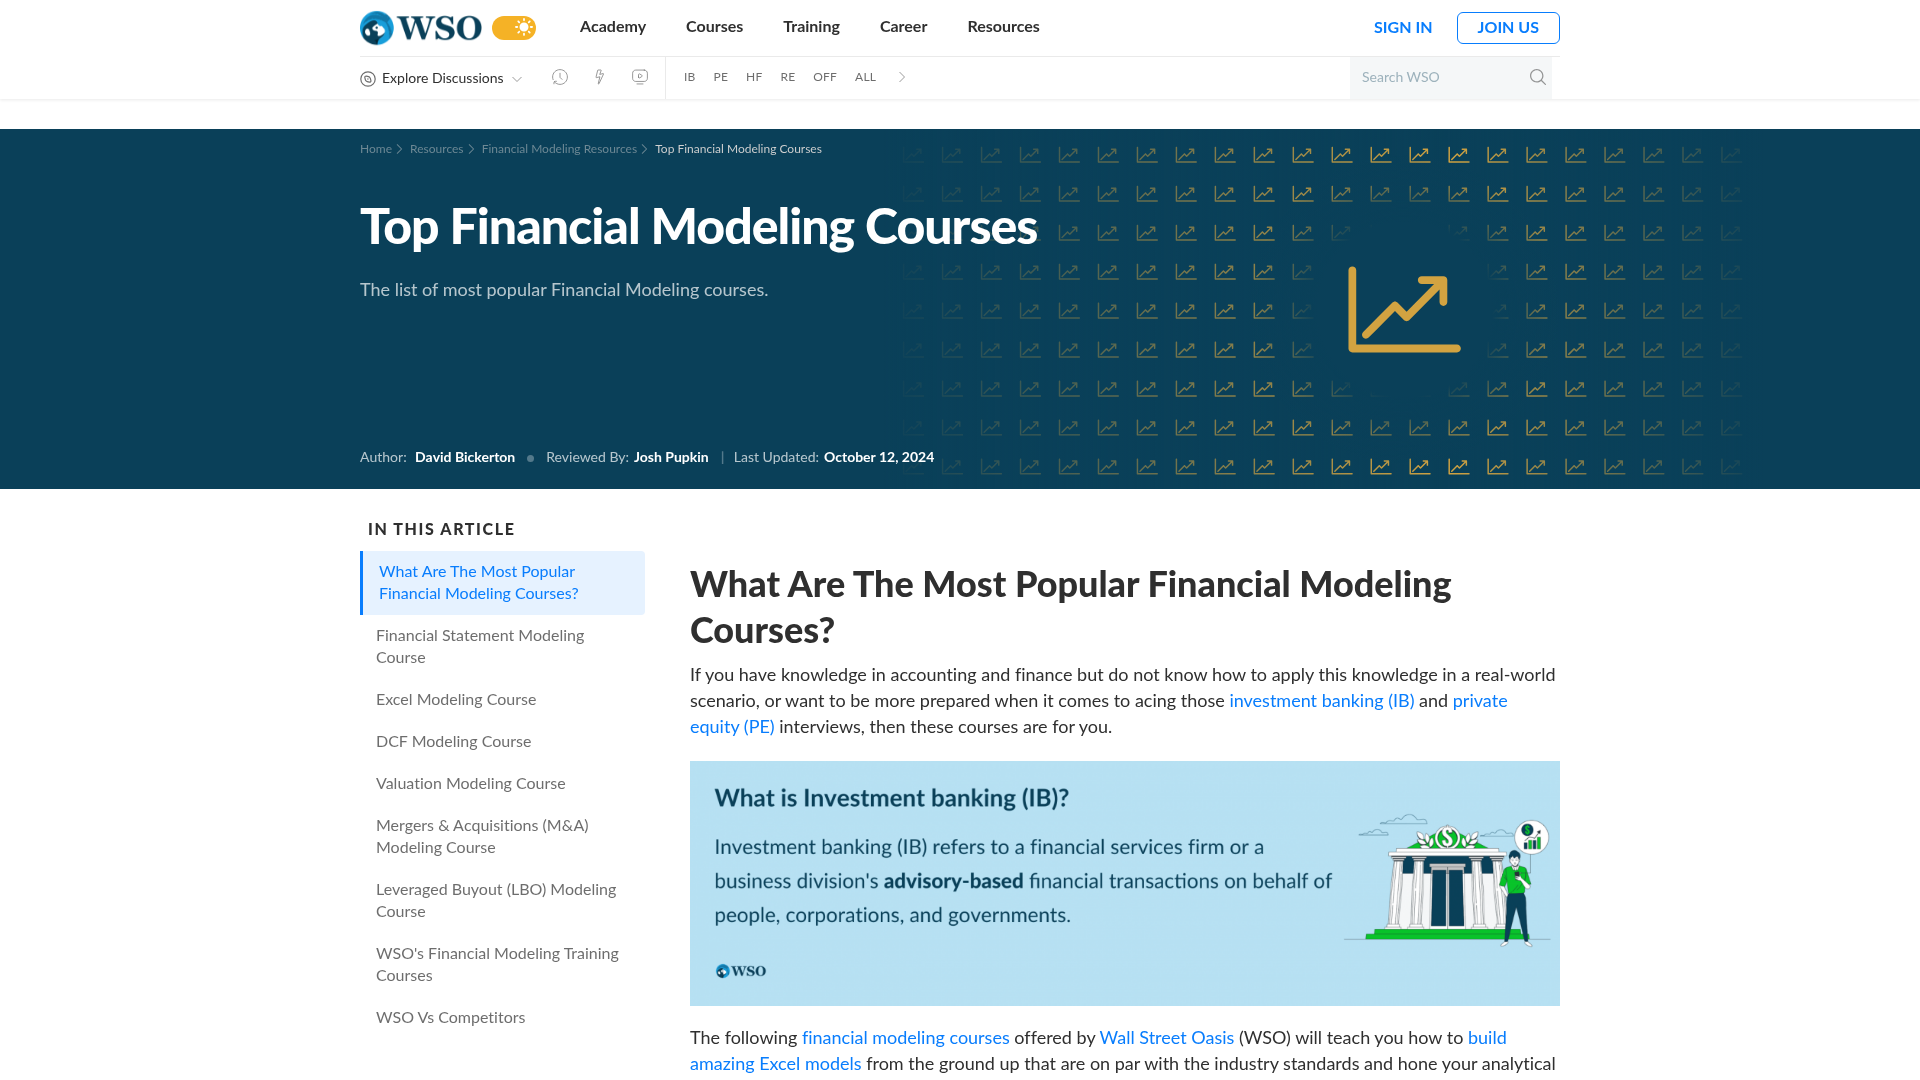 WSO
Academy
Courses
Training
Career
Resources
SIGN IN
JOIN US
Explore Discussions
IB
PE
HF
RE
OFF
ALL
Search WSO
Home
Resources
Financial Modeling Resources
Top Financial Modeling Courses
Top Financial Modeling Courses
The list of most popular Financial Modeling courses.
Author: David Bickerton
Reviewed By: Josh Pupkin
| Last Updated: October 12, 2024
IN THIS ARTICLE
What Are The Most Popular
Financial Modeling Courses?
Financial Statement Modeling
Course
Excel Modeling Course
DCF Modeling Course
Valuation Modeling Course
Mergers & Acquisitions (M&A)
Modeling Course
Leveraged Buyout (LBO) Modeling
Course
WSO's Financial Modeling Training
Courses
WSO Vs Competitors
What Are The Most Popular Financial Modeling
Courses?
If you have knowledge in accounting and finance but do not know how to apply this knowledge in a real-world
scenario, or want to be more prepared when it comes to acing those investment banking (IB) and private
equity (PE) interviews, then these courses are for you.
What is Investment banking (IB)?
Investment banking (IB) refers to a financial services firm or a
business division's advisory-based financial transactions on behalf of
people, corporations, and governments.
WSO
The following financial modeling courses offered by Wall Street Oasis (WSO) will teach you how to build
amazing Excel models from the ground up that are on par with the industry standards and hone your analytical